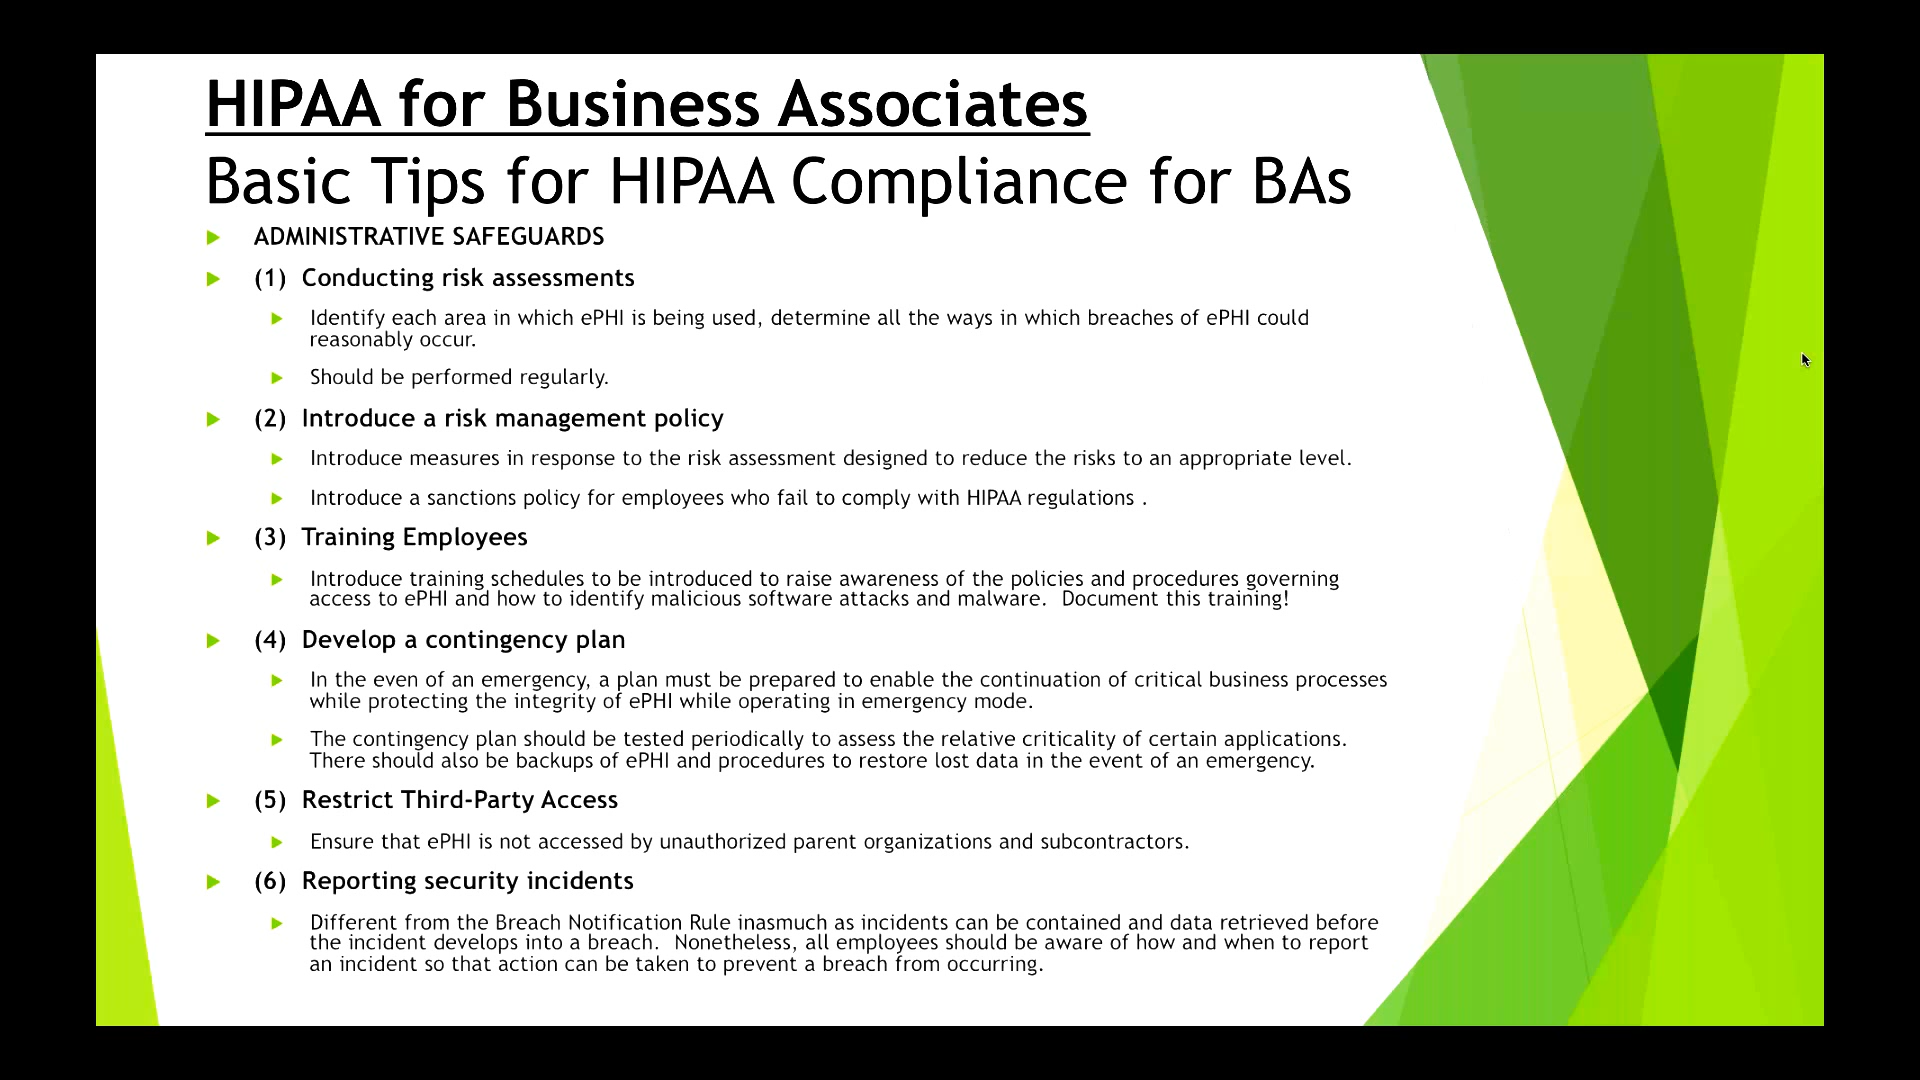 HIPAA for Business Associates
Basic Tips for HIPAA Compliance for BAs
ADMINISTRATIVE SAFEGUARDS
(1) Conducting risk assessments
Identify each area in which ePHI is being used, determine all the ways in which breaches of ePHI could
reasonably occur.
Should be performed regularly.
(2) Introduce a risk management policy
Introduce measures in response to the risk assessment designed to reduce the risks to an appropriate level.
Introduce a sanctions policy for employees who fail to comply with HIPAA regulations .
(3) Training Employees
Introduce training schedules to be introduced to raise awareness of the policies and procedures governing
access to ePHI and how to identify malicious software attacks and malware. Document this training!
(4) Develop a contingency plan
In the even of an emergency, a plan must be prepared to enable the continuation of critical business processes
while protecting the integrity of ePHI while operating in emergency mode.
The contingency plan should be tested periodically to assess the relative criticality of certain applications.
There should also be backups of ePHI and procedures to restore lost data in the event of an emergency.
(5) Restrict Third-Party Access
Ensure that ePHI is not accessed by unauthorized parent organizations and subcontractors.
(6) Reporting security incidents
Different from the Breach Notification Rule inasmuch as incidents can be contained and data retrieved before
the incident develops into a breach. Nonetheless, all employees should be aware of how and when to report
an incident so that action can be taken to prevent a breach from occurring.